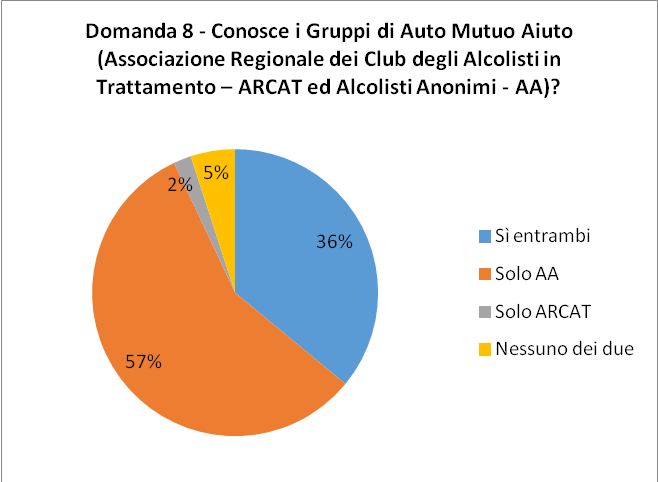 Domanda 8 - Conosce i Gruppi di Auto Mutuo Aiuto
(Associazione Regionale dei Club degli Alcolisti in
Trattamento – ARCAT ed Alcolisti Anonimi - AA)?
5%
2%
36%
57%
Sì entrambi
Solo AA
Solo ARCAT
Nessuno dei due